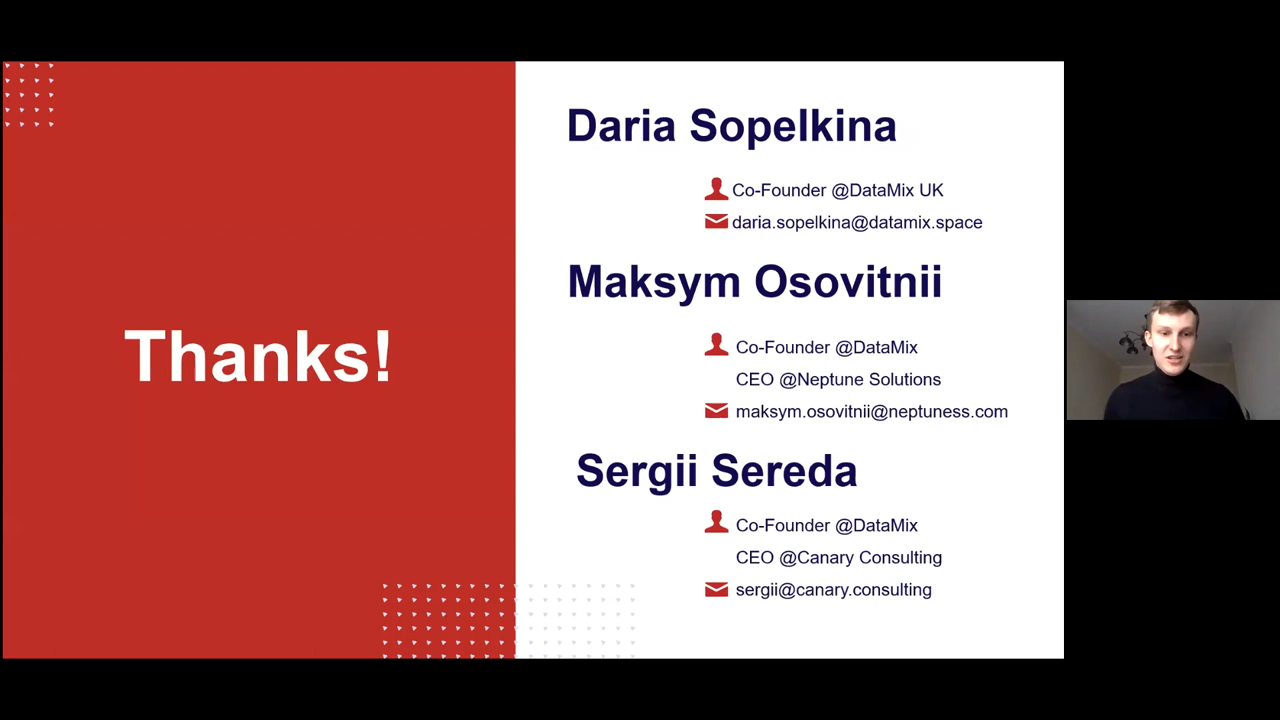 Thanks!
Daria Sopelkina
Co-Founder @DataMix UK
daria.sopelkina@datamix.space
Maksym Osovitnii
Co-Founder @DataMix
CEO @Neptune Solutions
maksym.osovitnii@neptuness.com
Sergii Sereda
Co-Founder @DataMix
CEO @Canary Consulting
sergii@canary.consulting